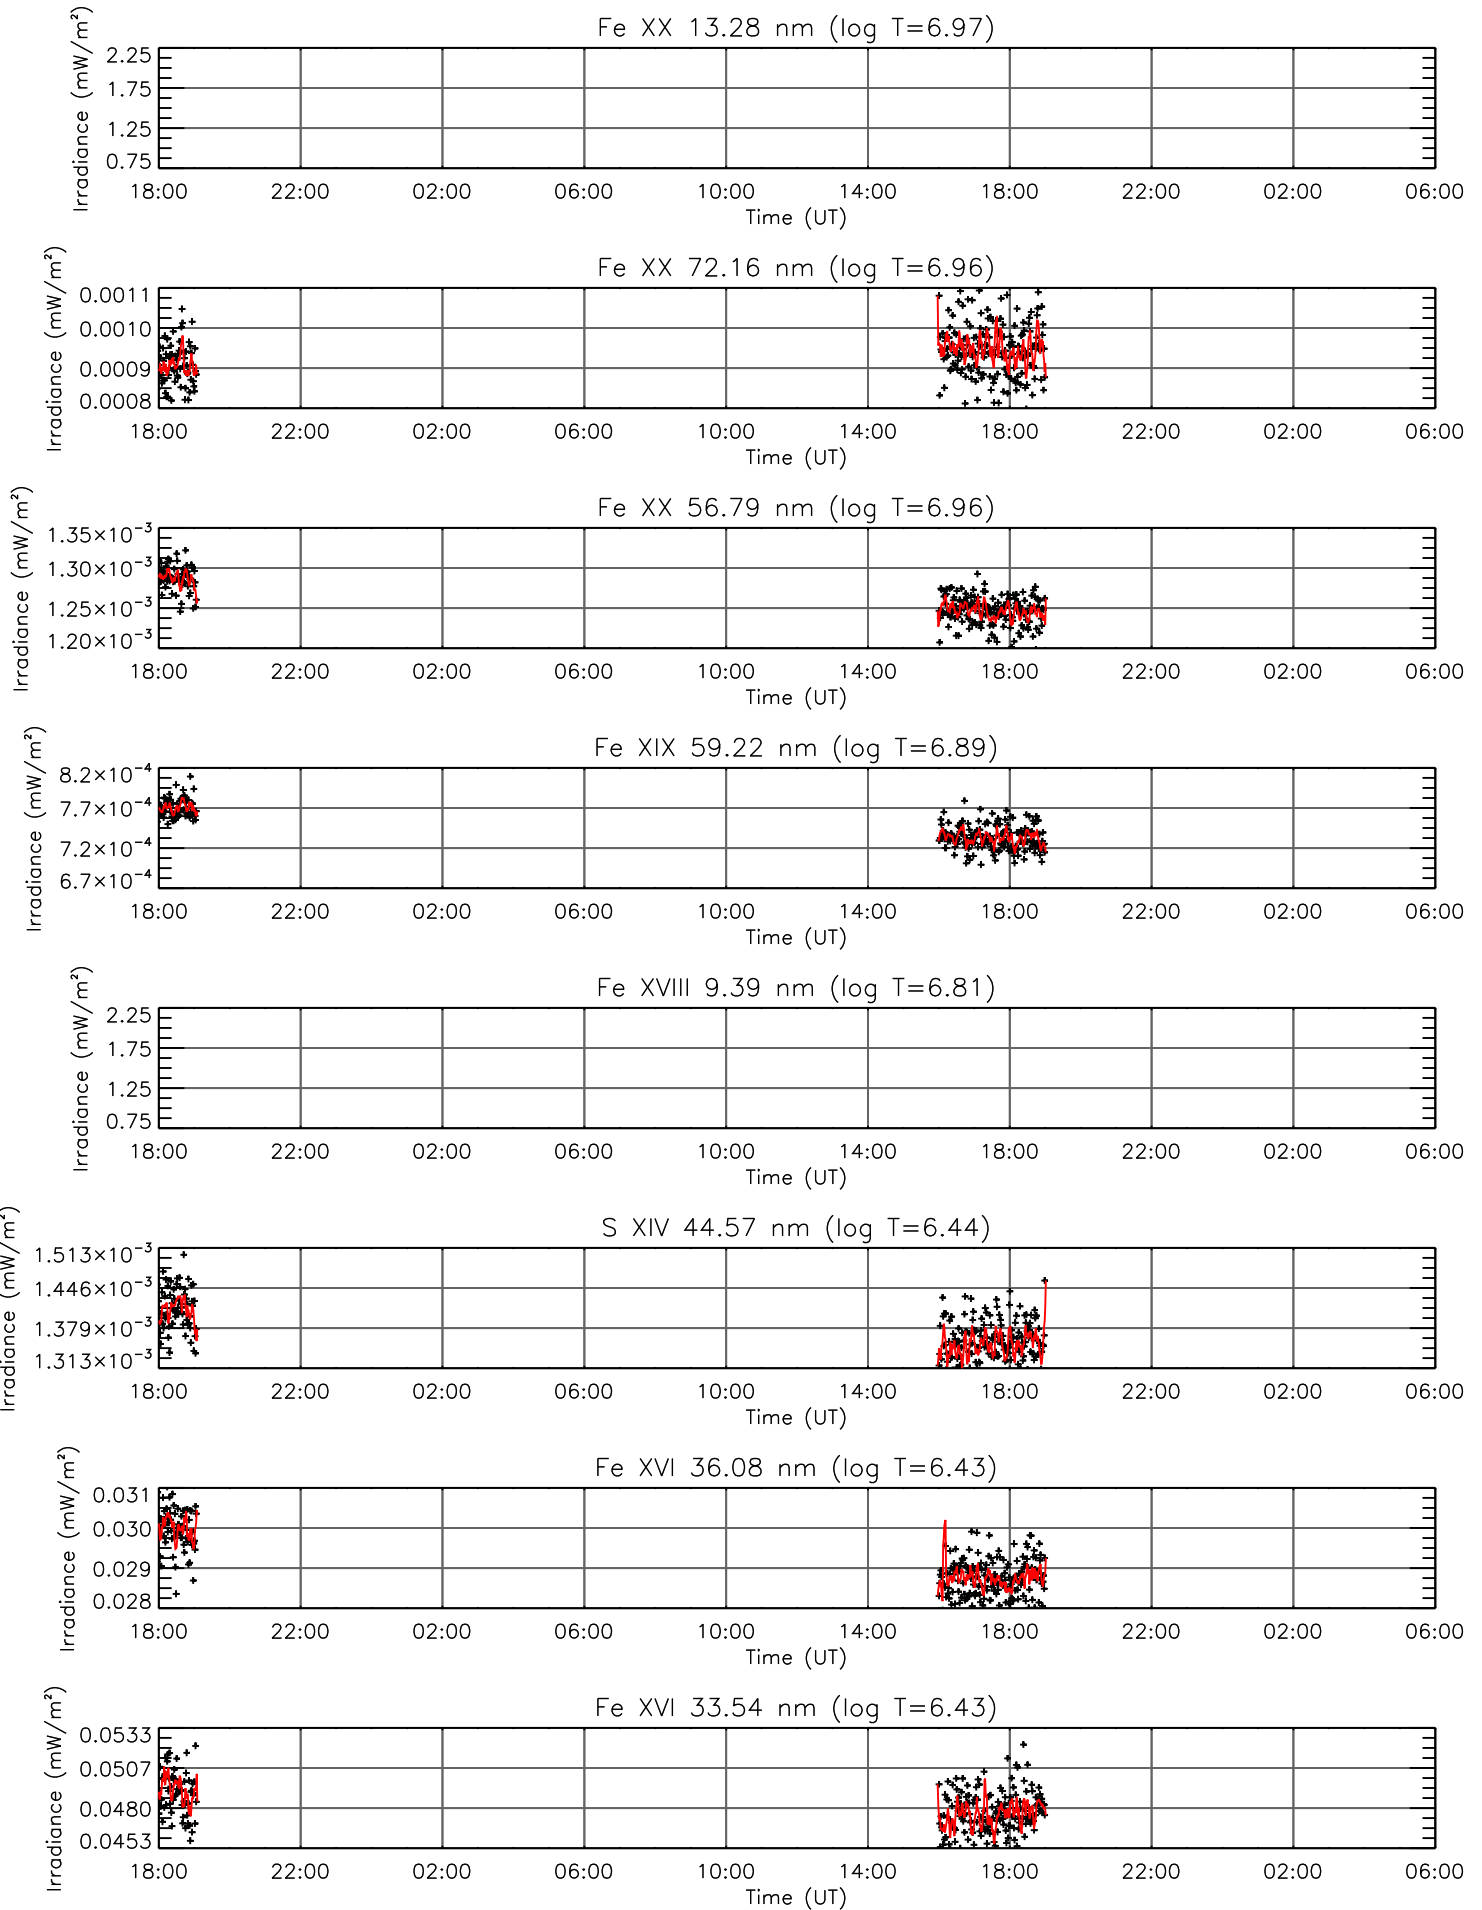 Fe XX 13.28 nm (log T=6.97)
Irradiance (mW/m²)
2.25
1.75
1.25
0.75
18:00 22:00 02:00 06:00 10:00 14:00 18:00 22:00 02:00 06:00
Time (UT)
Fe XX 72.16 nm (log T=6.96)
Irradiance (mW/m²)
0.0011
0.0010
0.0009
0.0008
18:00 22:00 02:00 06:00 10:00 14:00 18:00 22:00 02:00 06:00
Time (UT)
Fe XX 56.79 nm (log T=6.96)
Irradiance (mW/m²)
1.35×10⁻³
1.30×10⁻³
1.25×10⁻³
1.20×10⁻³
18:00 22:00 02:00 06:00 10:00 14:00 18:00 22:00 02:00 06:00
Time (UT)
Fe XIX 59.22 nm (log T=6.89)
Irradiance (mW/m²)
8.2×10⁻⁴
7.7×10⁻⁴
7.2×10⁻⁴
6.7×10⁻⁴
18:00 22:00 02:00 06:00 10:00 14:00 18:00 22:00 02:00 06:00
Time (UT)
Fe XVIII 9.39 nm (log T=6.81)
Irradiance (mW/m²)
2.25
1.75
1.25
0.75
18:00 22:00 02:00 06:00 10:00 14:00 18:00 22:00 02:00 06:00
Time (UT)
S XIV 44.57 nm (log T=6.44)
Irradiance (mW/m²)
1.513×10⁻³
1.446×10⁻³
1.379×10⁻³
1.313×10⁻³
18:00 22:00 02:00 06:00 10:00 14:00 18:00 22:00 02:00 06:00
Time (UT)
Fe XVI 36.08 nm (log T=6.43)
Irradiance (mW/m²)
0.031
0.030
0.029
0.028
18:00 22:00 02:00 06:00 10:00 14:00 18:00 22:00 02:00 06:00
Time (UT)
Fe XVI 33.54 nm (log T=6.43)
Irradiance (mW/m²)
0.0533
0.0507
0.0480
0.0453
18:00 22:00 02:00 06:00 10:00 14:00 18:00 22:00 02:00 06:00
Time (UT)